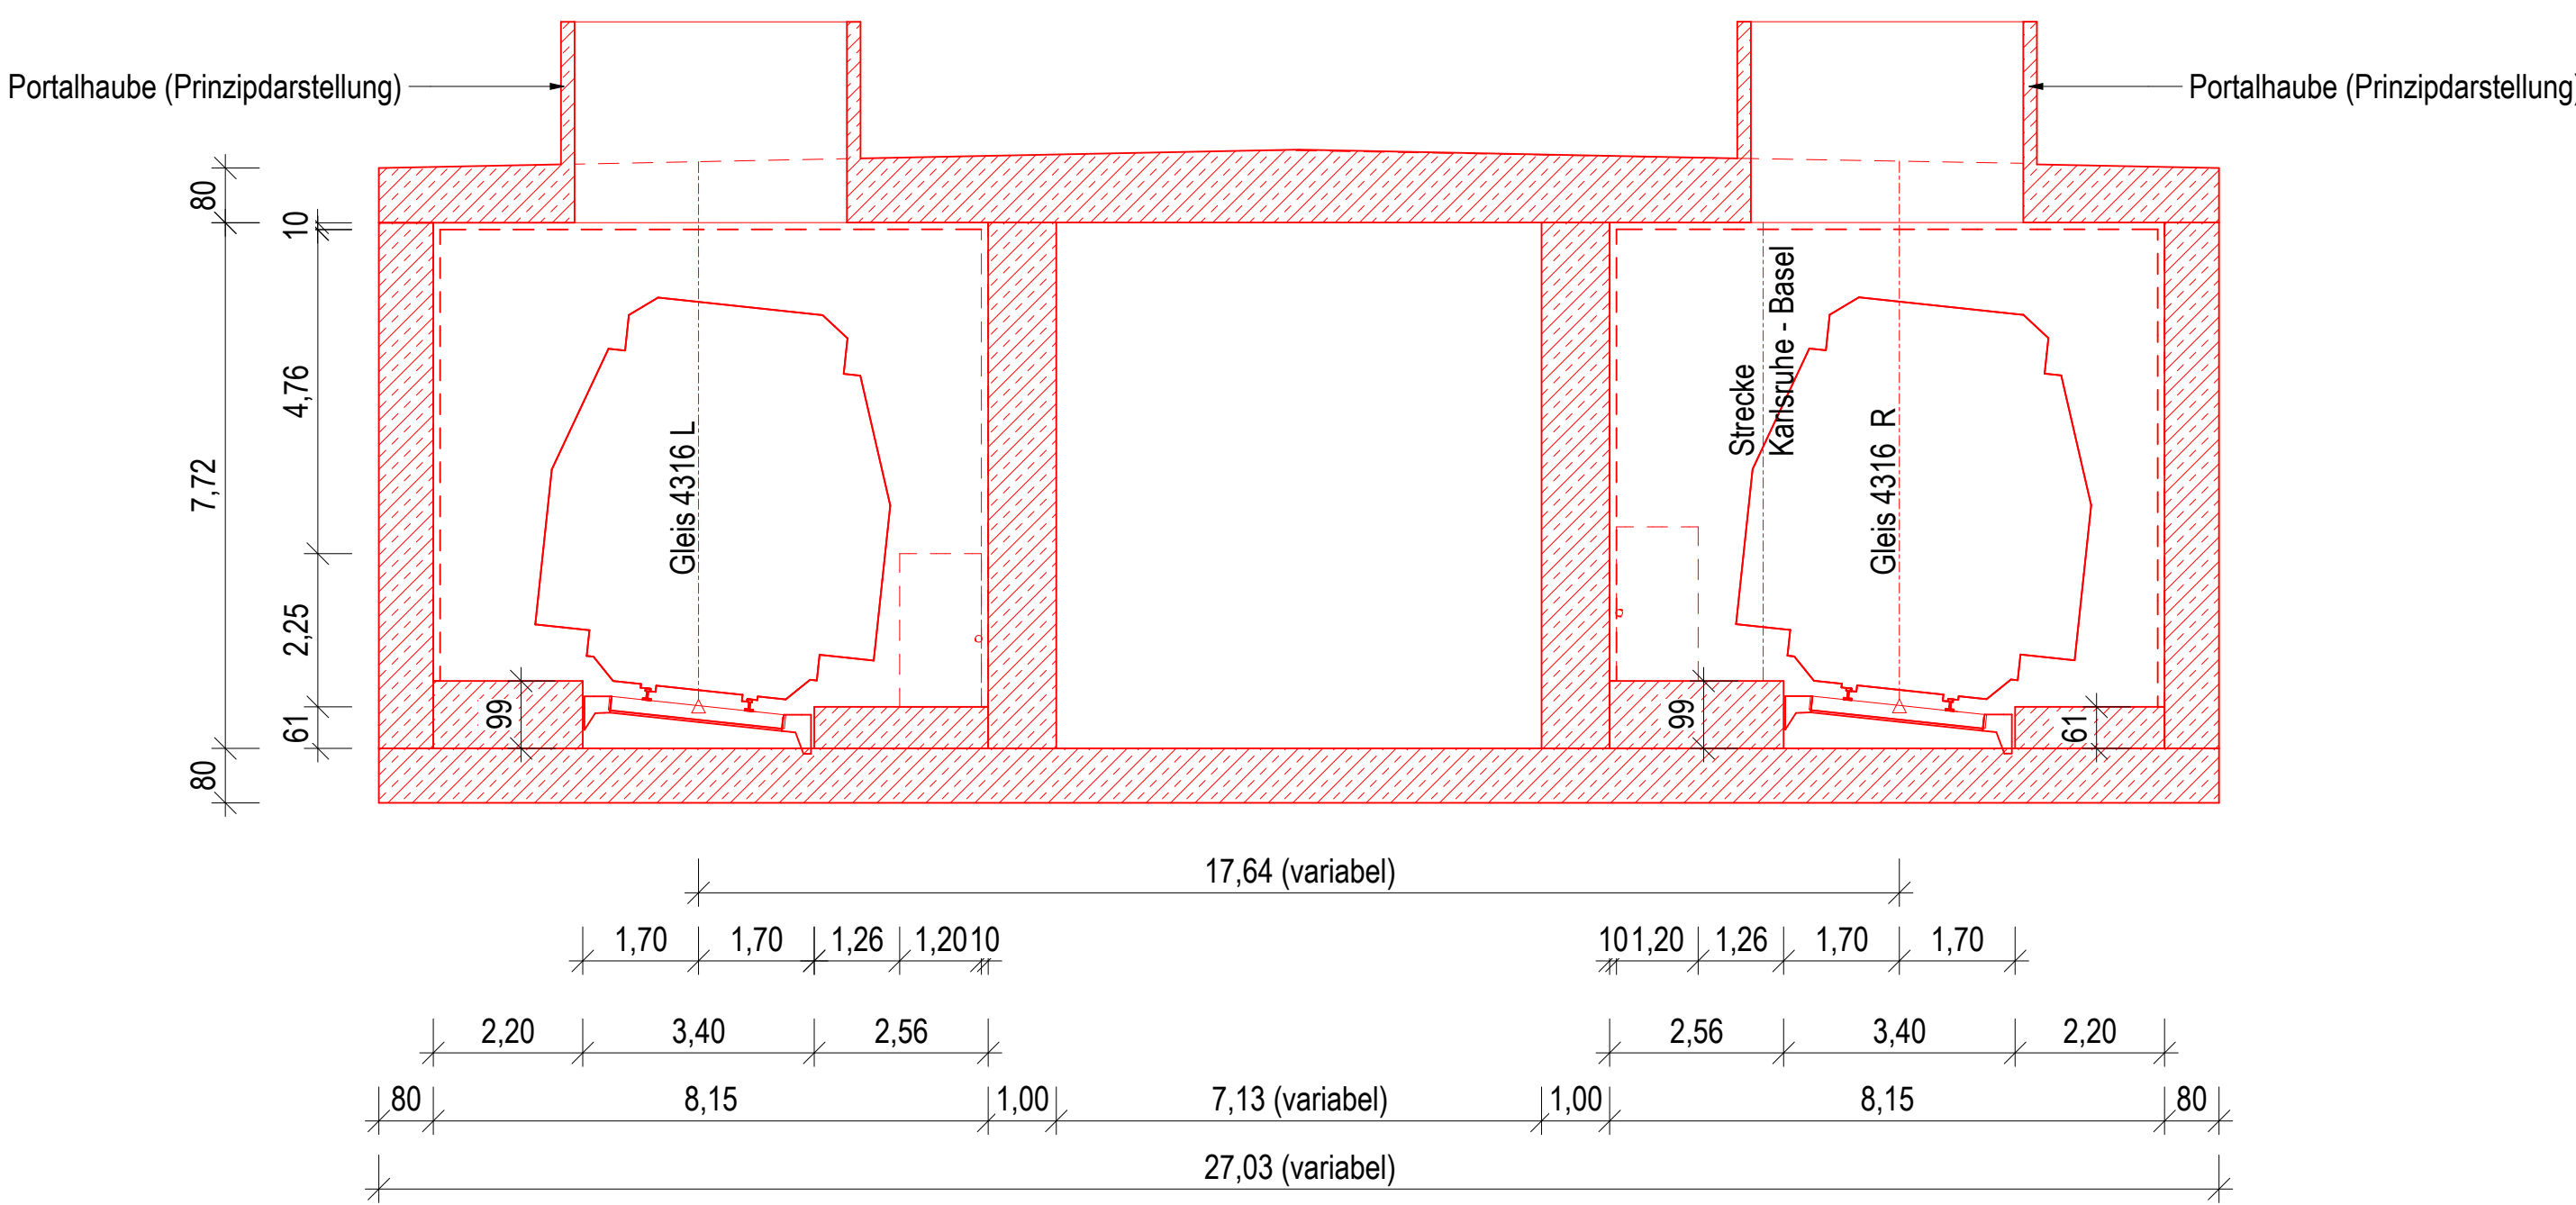 Portalhaube (Prinzipdarstellung)
Portalhaube (Prinzipdarstellung)
80
10
4,76
7,72
2,25
61
80
Gleis 4316 L
99
Strecke
Karlsruhe - Basel
Gleis 4316 R
99
61
17,64 (variabel)
1,70 1,70 1,26 1,20 10
10 1,20 1,26 1,70 1,70
2,20 3,40 2,56
2,56 3,40 2,20
80 8,15 1,00 7,13 (variabel) 1,00 8,15 80
27,03 (variabel)